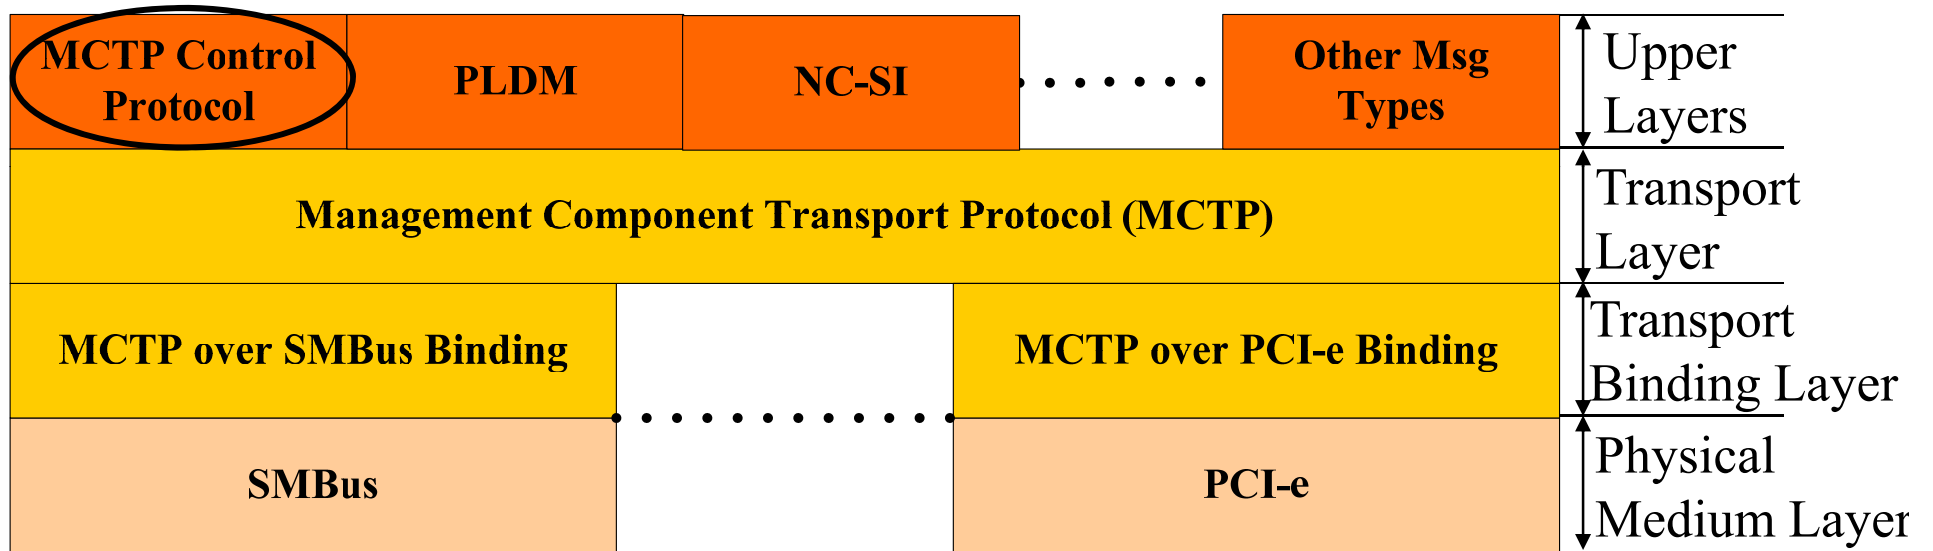 MCTP Control
Protocol
PLDM
NC-SI
Other Msg
Types
Upper
Layers
Management Component Transport Protocol (MCTP)
Transport
Layer
MCTP over SMBus Binding
MCTP over PCI-e Binding
Transport
Binding Layer
SMBus
PCI-e
Physical
Medium Layer